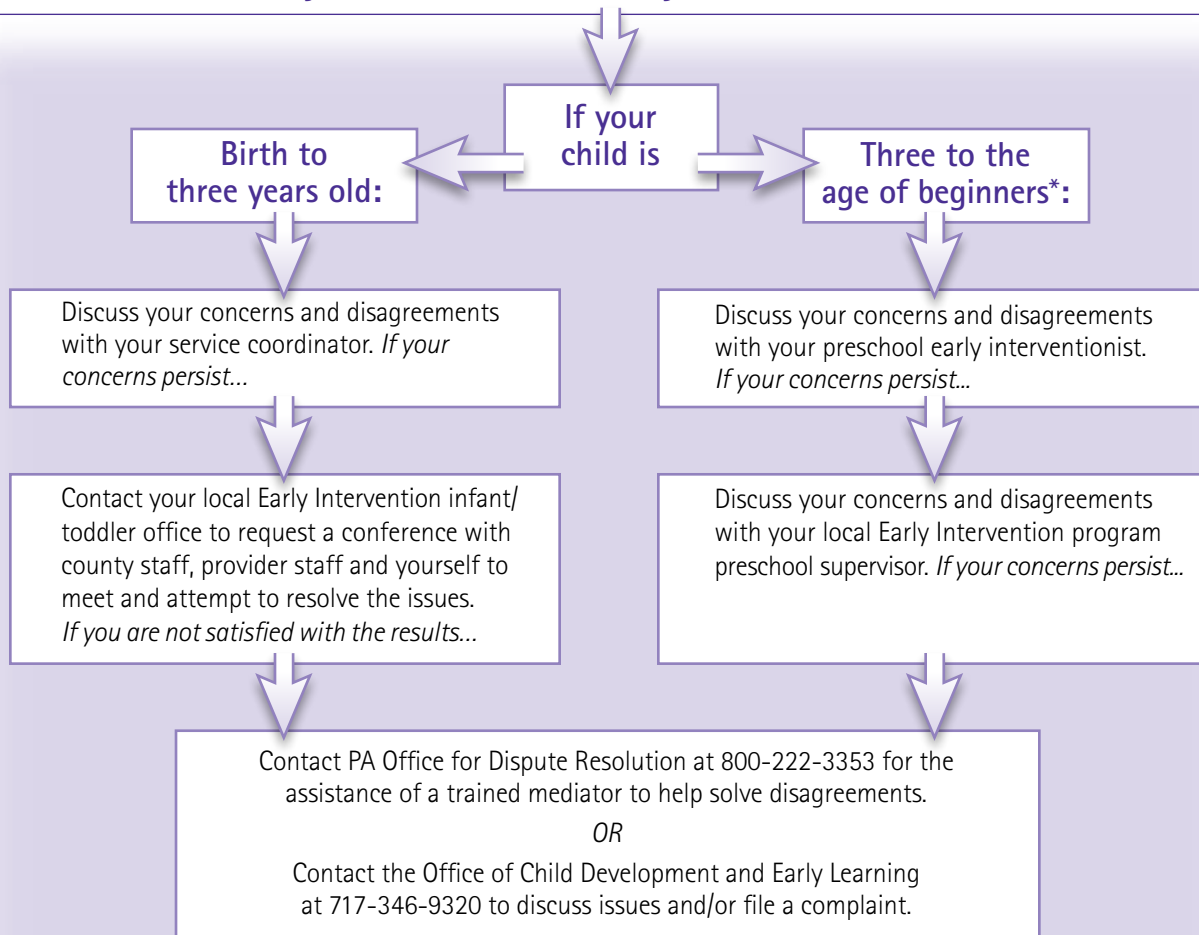 If your
child is
Birth to
three years old:
Three to the
age of beginners*:
Discuss your concerns and disagreements
with your service coordinator. If your
concerns persist...
Discuss your concerns and disagreements
with your preschool early interventionist.
If your concerns persist...
Contact your local Early Intervention infant/
toddler office to request a conference with
county staff, provider staff and yourself to
meet and attempt to resolve the issues.
If you are not satisfied with the results...
Discuss your concerns and disagreements
with your local Early Intervention program
preschool supervisor. If your concerns persist...
Contact PA Office for Dispute Resolution at 800-222-3353 for the
assistance of a trained mediator to help solve disagreements.
OR
Contact the Office of Child Development and Early Learning
at 717-346-9320 to discuss issues and/or file a complaint.